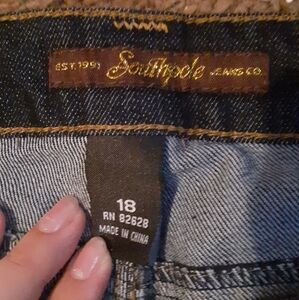 EST. 1991 Southpole JEANS CO.
18
RN 82628
MADE IN CHINA